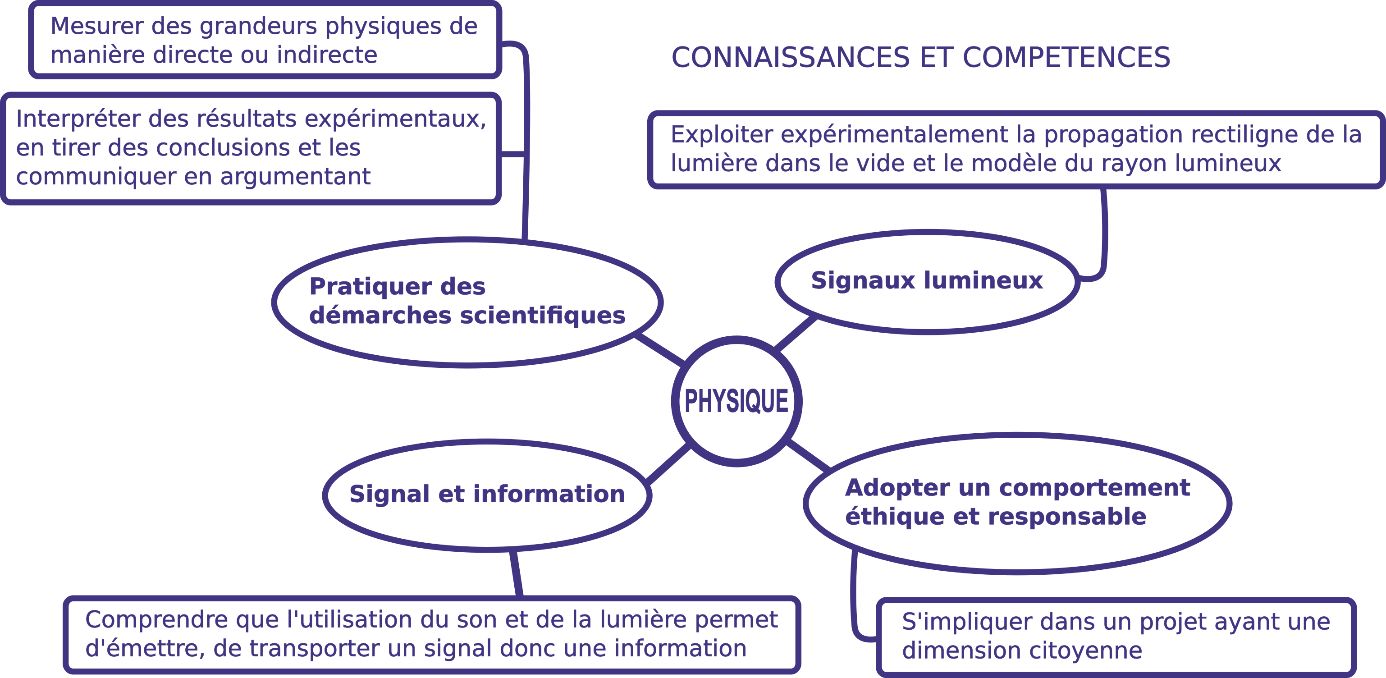 Mesurer des grandeurs physiques de
manière directe ou indirecte
CONNAISSANCES ET COMPETENCES
Interpréter des résultats expérimentaux,
en tirer des conclusions et les
communiquer en argumentant
Exploiter expérimentalement la propagation rectiligne de la
lumière dans le vide et le modèle du rayon lumineux
Pratiquer des
démarches scientifiques
Signaux lumineux
PHYSIQUE
Signal et information
Adopter un comportement
éthique et responsable
Comprendre que l'utilisation du son et de la lumière permet
d'émettre, de transporter un signal donc une information
S'impliquer dans un projet ayant une
dimension citoyenne